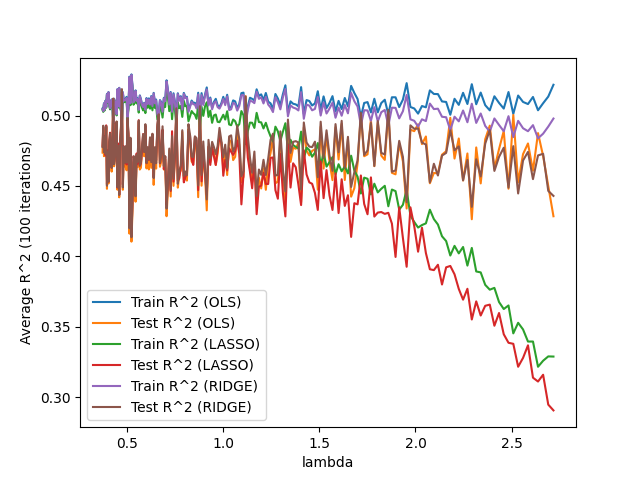 0.50
0.45
0.40
0.35
0.30
Average R^2 (100 iterations)
Train R^2 (OLS)
Test R^2 (OLS)
Train R^2 (LASSO)
Test R^2 (LASSO)
Train R^2 (RIDGE)
Test R^2 (RIDGE)
0.5 1.0 1.5 2.0 2.5
lambda